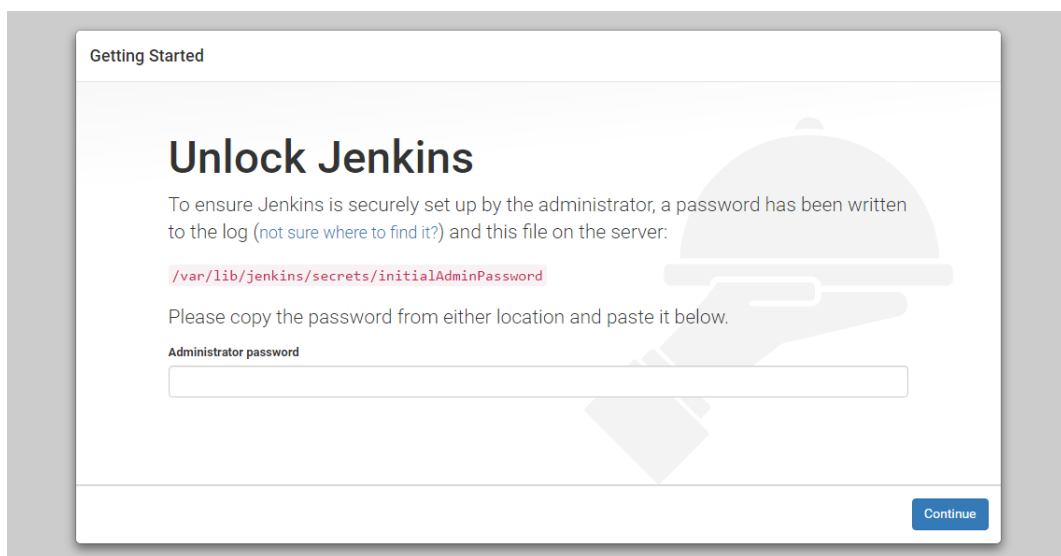 Getting Started
Unlock Jenkins
To ensure Jenkins is securely set up by the administrator, a password has been written
to the log (not sure where to find it?) and this file on the server:
/var/lib/jenkins/secrets/initialAdminPassword
Please copy the password from either location and paste it below.
Administrator password
Continue